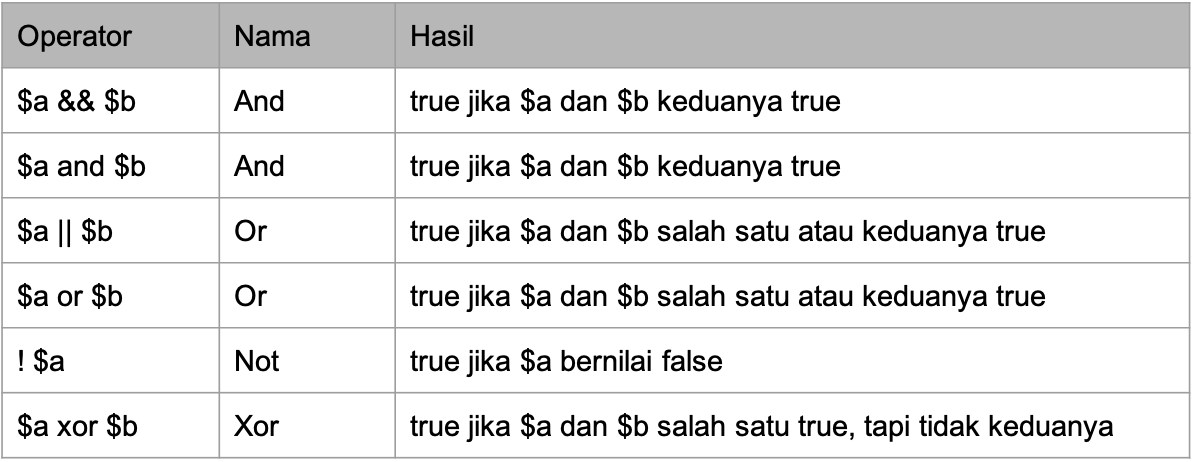 Operator Nama Hasil
$a && $b And true jika $a dan $b keduanya true
$a and $b And true jika $a dan $b keduanya true
$a || $b Or true jika $a dan $b salah satu atau keduanya true
$a or $b Or true jika $a dan $b salah satu atau keduanya true
! $a Not true jika $a bernilai false
$a xor $b Xor true jika $a dan $b salah satu true, tapi tidak keduanya